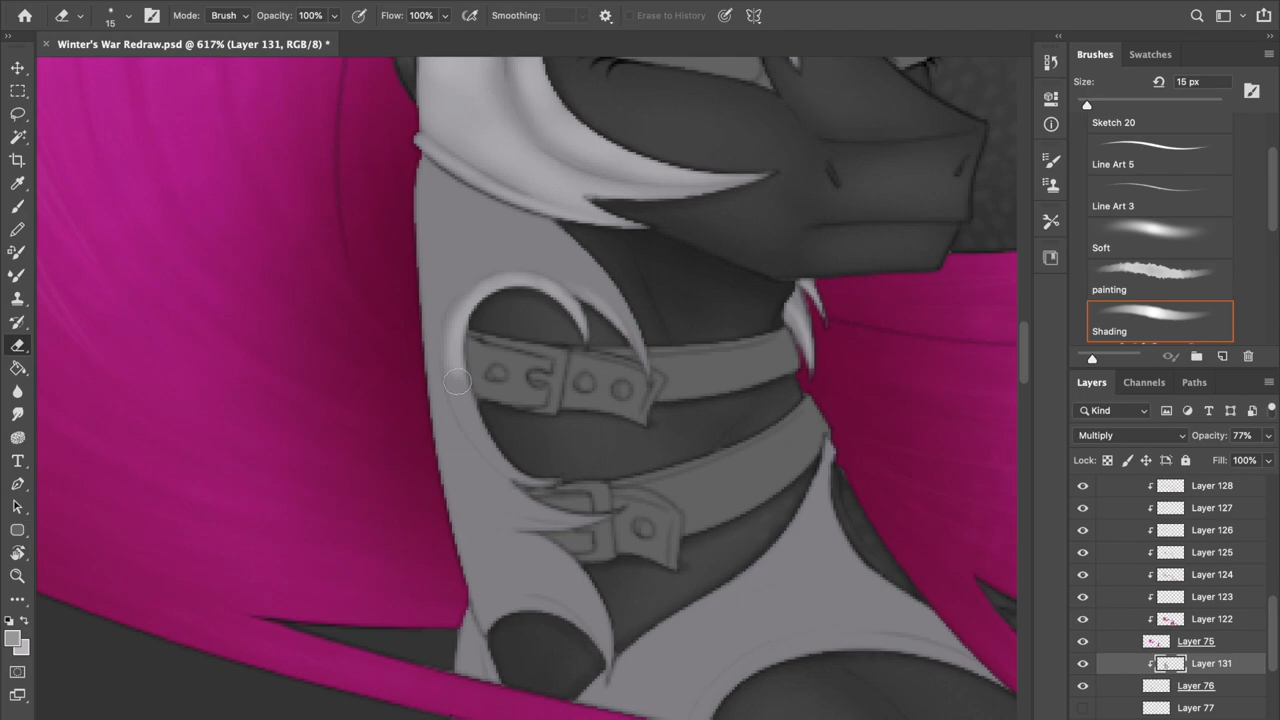 Mode: Brush Opacity: 100% Flow: 100% Smoothing: Erase to History
15
Winter's War Redraw.psd @ 617% (Layer 131, RGB/8) *
Brushes Swatches
Size: 15 px
Sketch 20
Line Art 5
Line Art 3
Soft
painting
Shading
Layers Channels Paths
Kind
Multiply Opacity: 77%
Lock: Fill: 100%
Layer 128
Layer 127
Layer 126
Layer 125
Layer 124
Layer 123
Layer 122
Layer 75
Layer 131
Layer 76
Layer 77